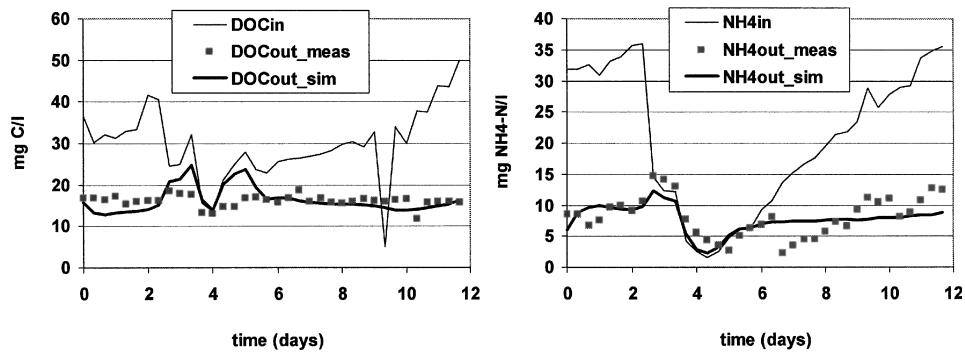 60
50
40
30
20
10
0
mg C/l
DOCin
DOCout_meas
DOCout_sim
0 2 4 6 8 10 12
time (days)
40
35
30
25
20
15
10
5
0
mg NH4-N/l
NH4in
NH4out_meas
NH4out_sim
0 2 4 6 8 10 12
time (days)